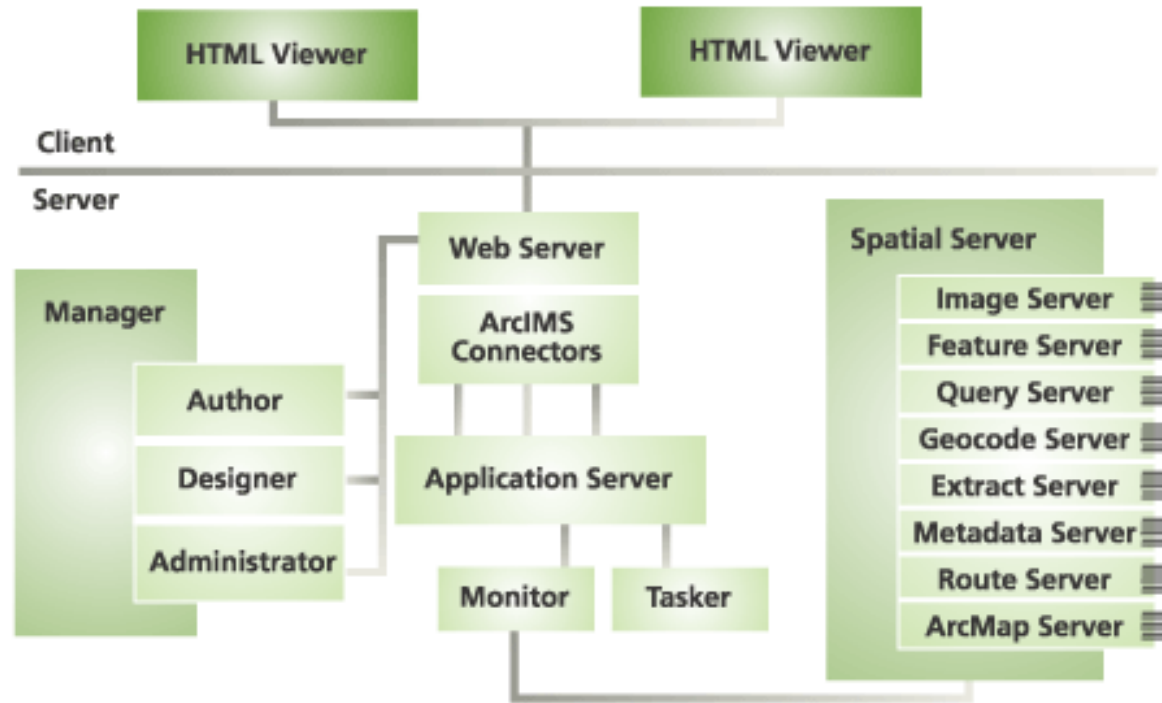 HTML Viewer
HTML Viewer
Client
Server
Web Server
ArcIMS
Connectors
Application Server
Monitor
Tasker
Manager
Author
Designer
Administrator
Spatial Server
Image Server
Feature Server
Query Server
Geocode Server
Extract Server
Metadata Server
Route Server
ArcMap Server